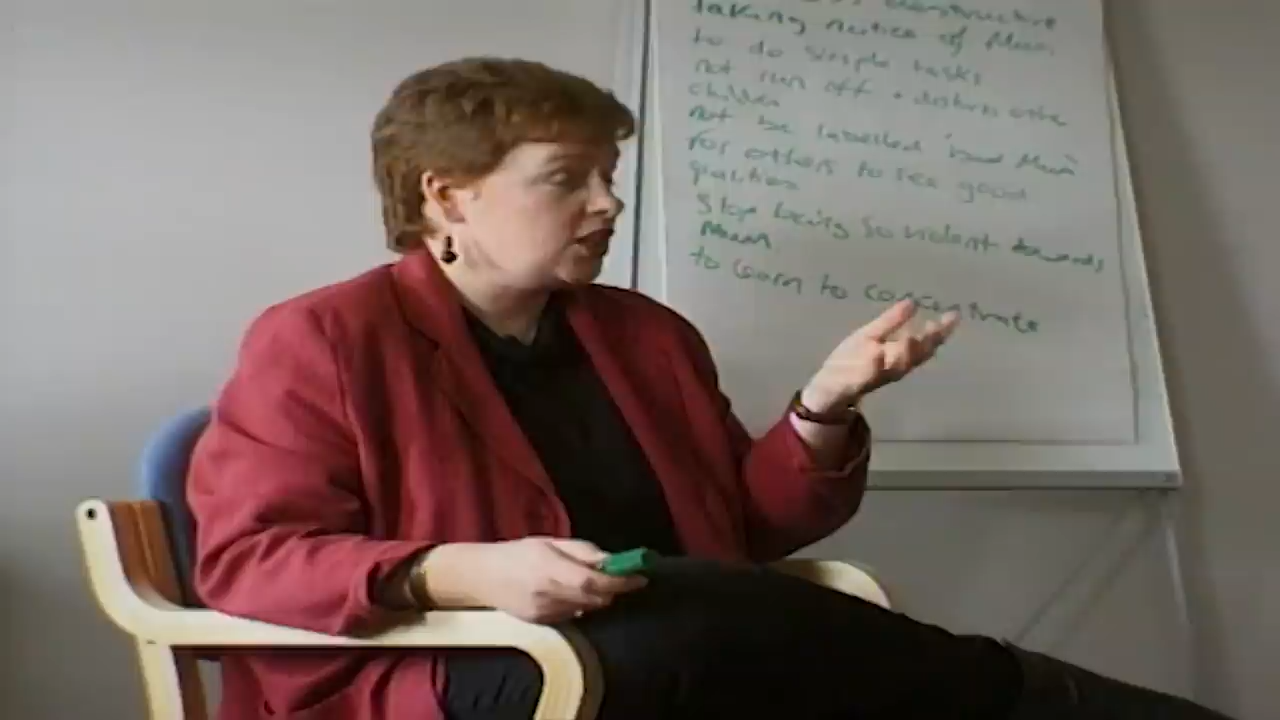 taking notice of Mum.
to do simple tasks
not run off + disturb other
children
not be labelled 'bad Mum'
For others to see good
qualities
Stop being so violent towards
Mum.
to learn to concentrate